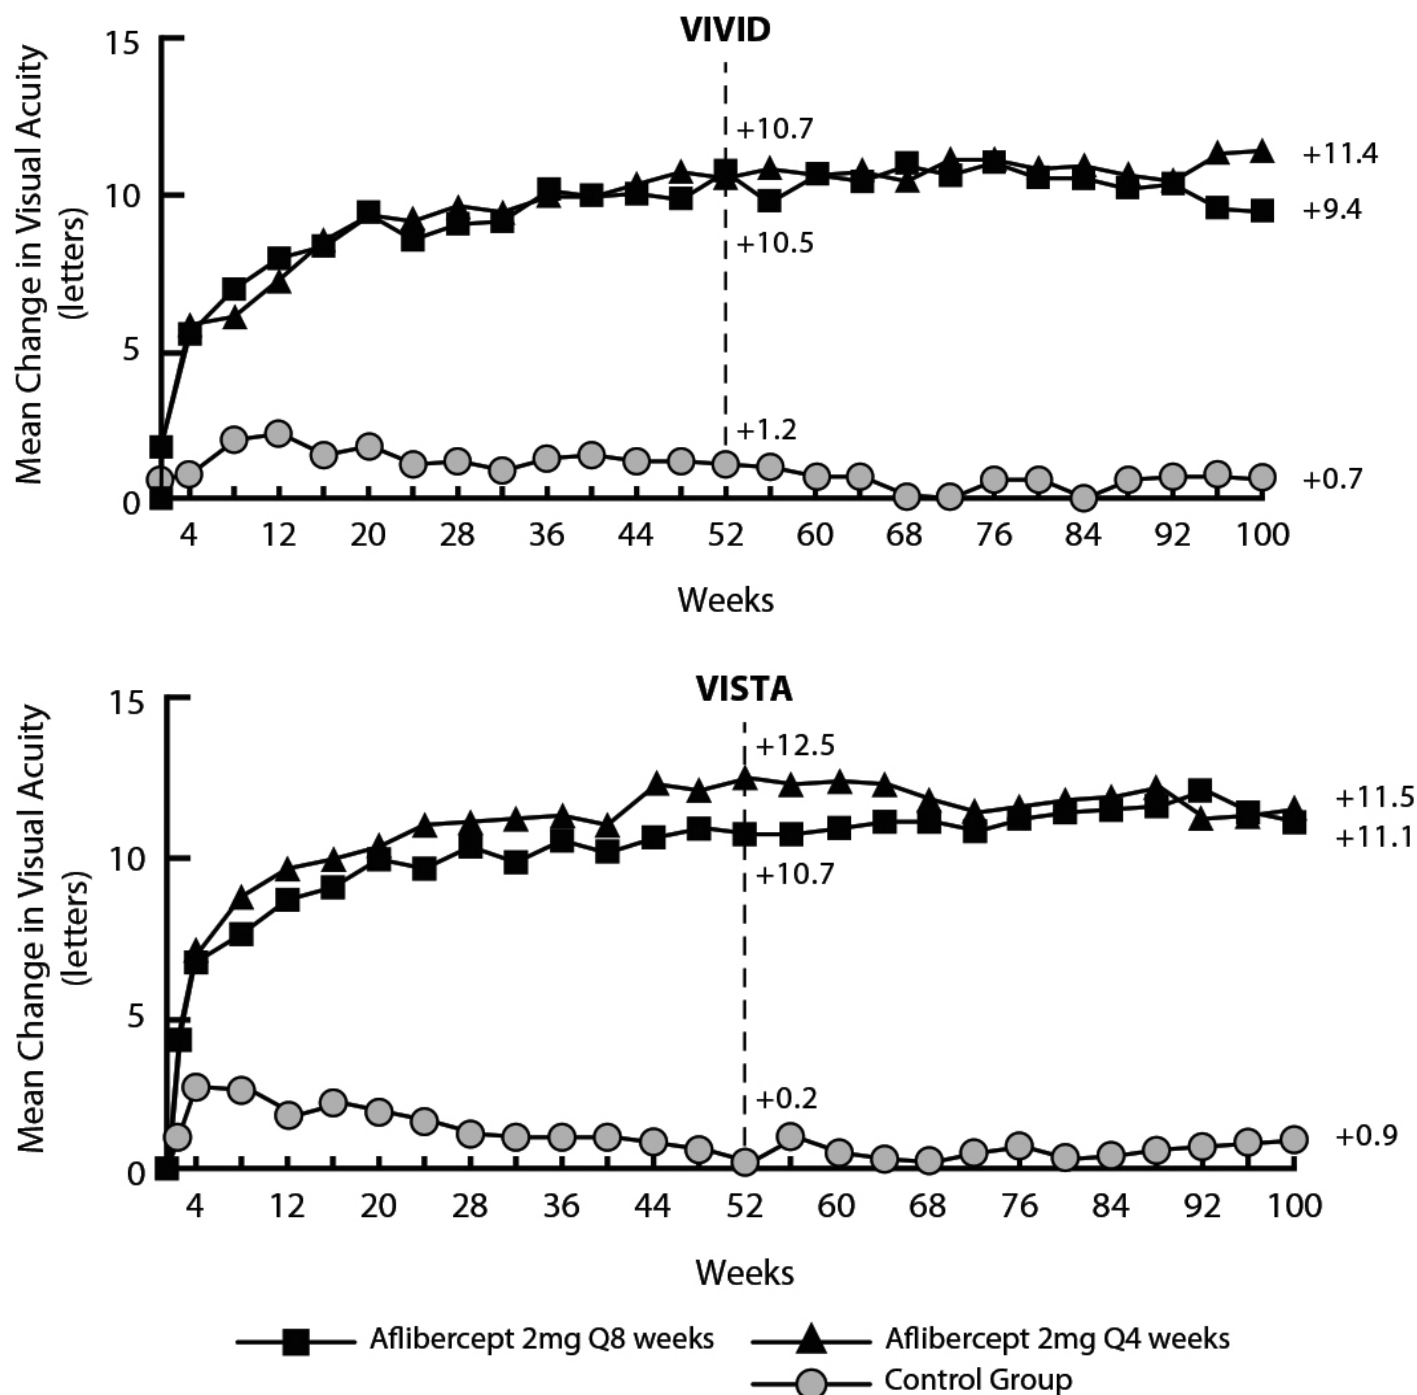 VIVID
Mean Change in Visual Acuity
(letters)
15
10
5
0
+10.7
+10.5
+1.2
+11.4
+9.4
+0.7
4 12 20 28 36 44 52 60 68 76 84 92 100
Weeks
VISTA
Mean Change in Visual Acuity
(letters)
15
10
5
0
+12.5
+10.7
+0.2
+11.5
+11.1
+0.9
4 12 20 28 36 44 52 60 68 76 84 92 100
Weeks
Aflibercept 2mg Q8 weeks
Aflibercept 2mg Q4 weeks
Control Group